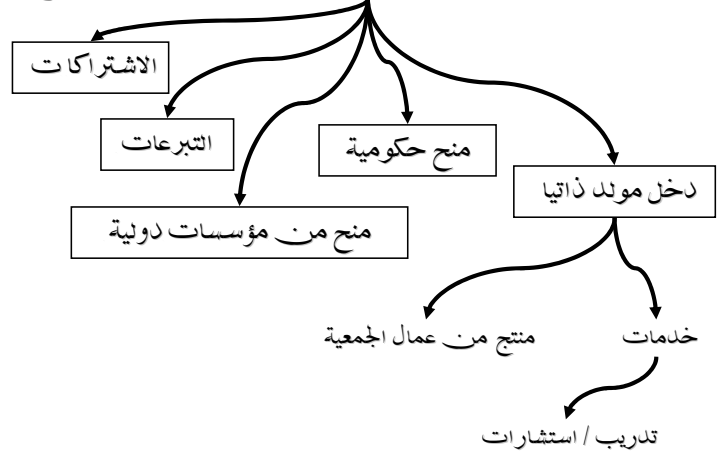 الاشتراكات
التبرعات
منح حكومية
دخل مولد ذاتيا
منح من مؤسسات دولية
خدمات
منتج من عمال الجمعية
تدريب / استشارات